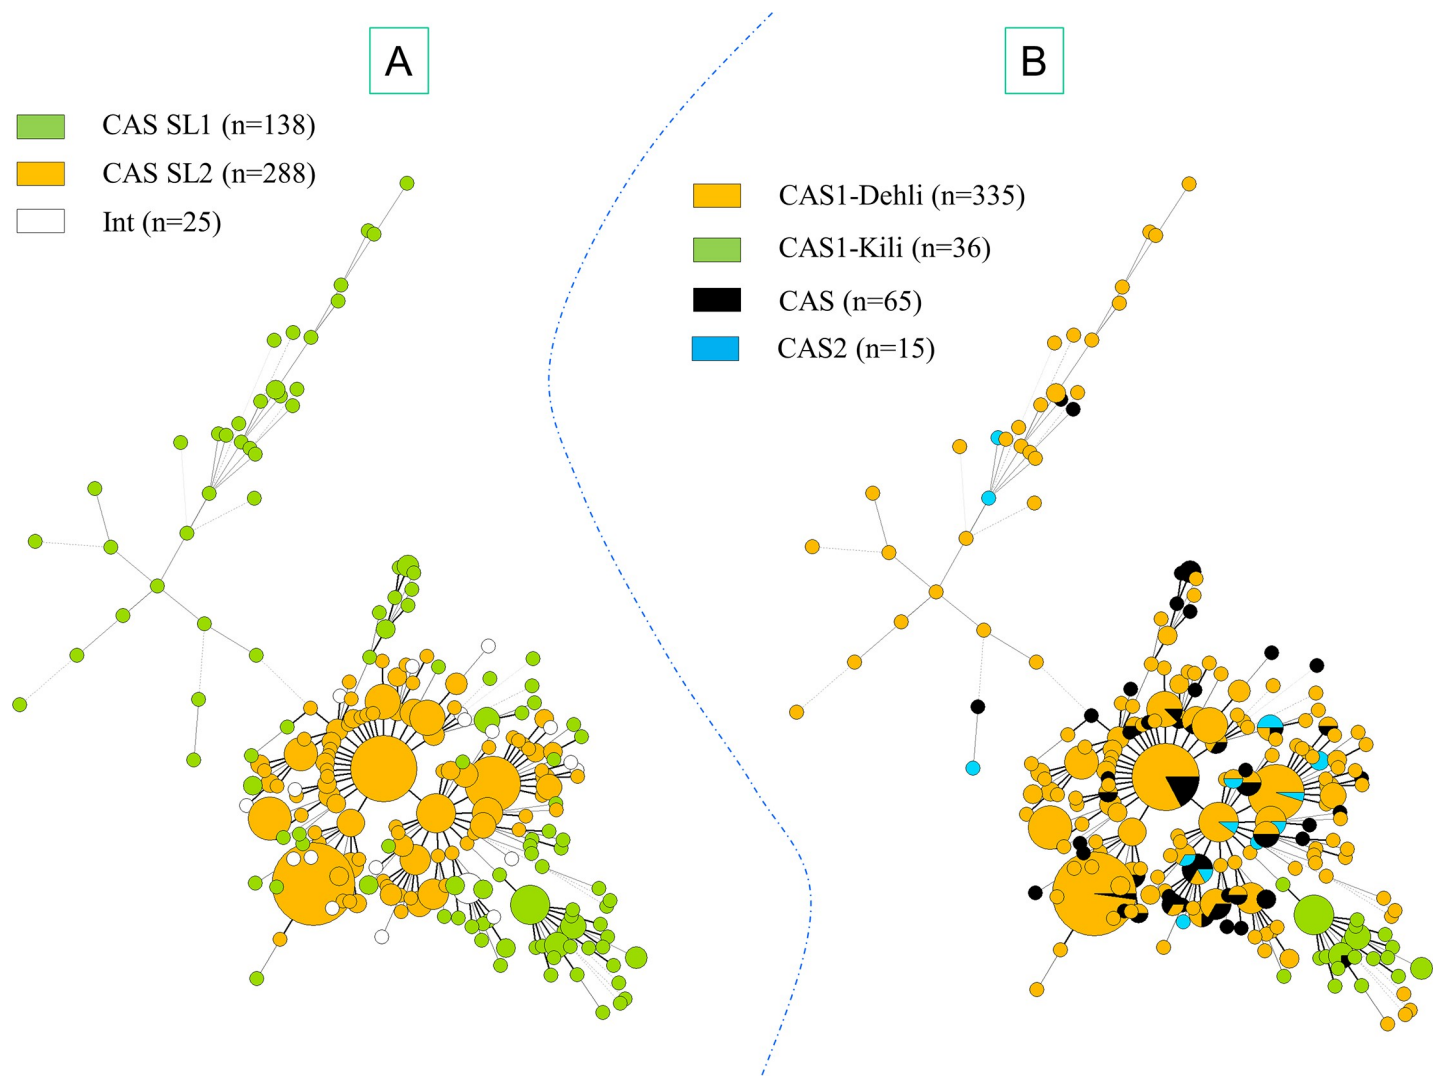 A
CAS SL1 (n=138)
CAS SL2 (n=288)
Int (n=25)
B
CAS1-Dehli (n=335)
CAS1-Kili (n=36)
CAS (n=65)
CAS2 (n=15)